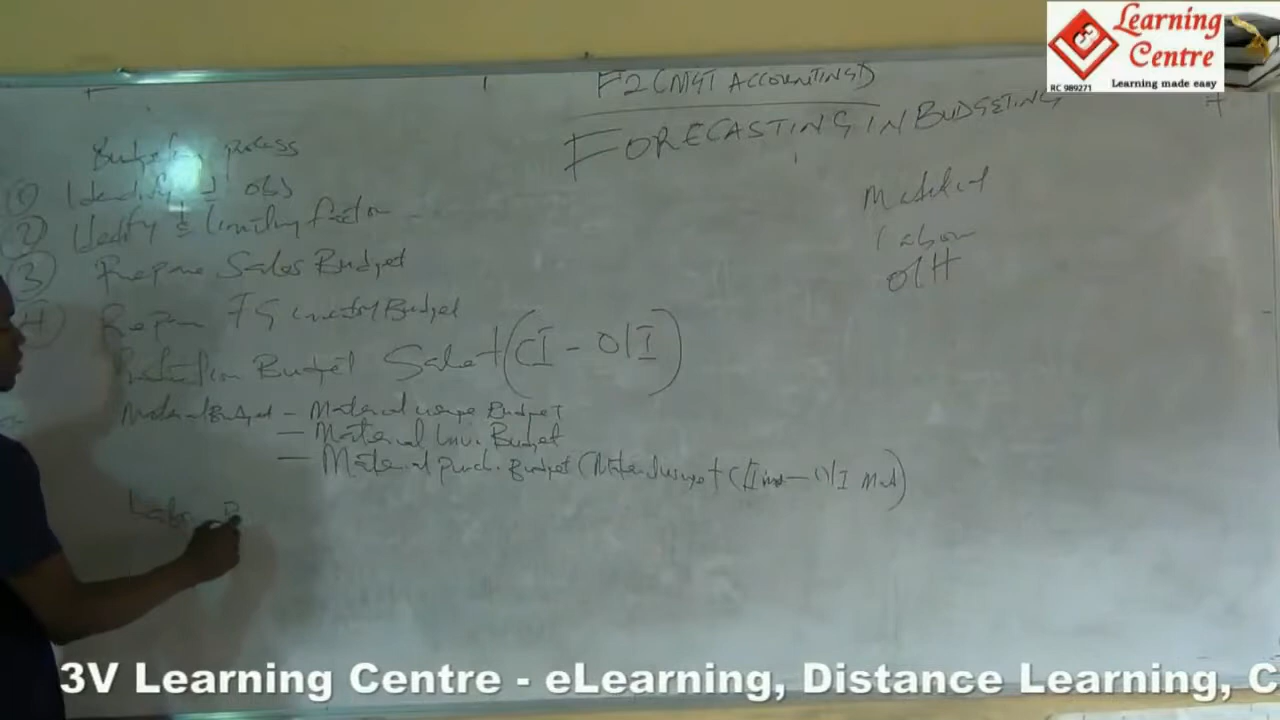 Learning
Centre
RC 989271 Learning made easy
F2 (MGT ACCOUNTING)
FORECASTING IN BUDGETING
Budgeting process
① Identify obj
② Identify limiting factor
③ Prepare Sales Budget
④ Prepare FG inventory Budget
Production Budget Sales + (CI - O/I)
Material Budget - Material usage Budget
- Material Inv. Budget
- Material purch. Budget (Material usage + (CI mat - O/I Mat)
Labour B
Material
Labour
O/H
3V Learning Centre - eLearning, Distance Learning, C